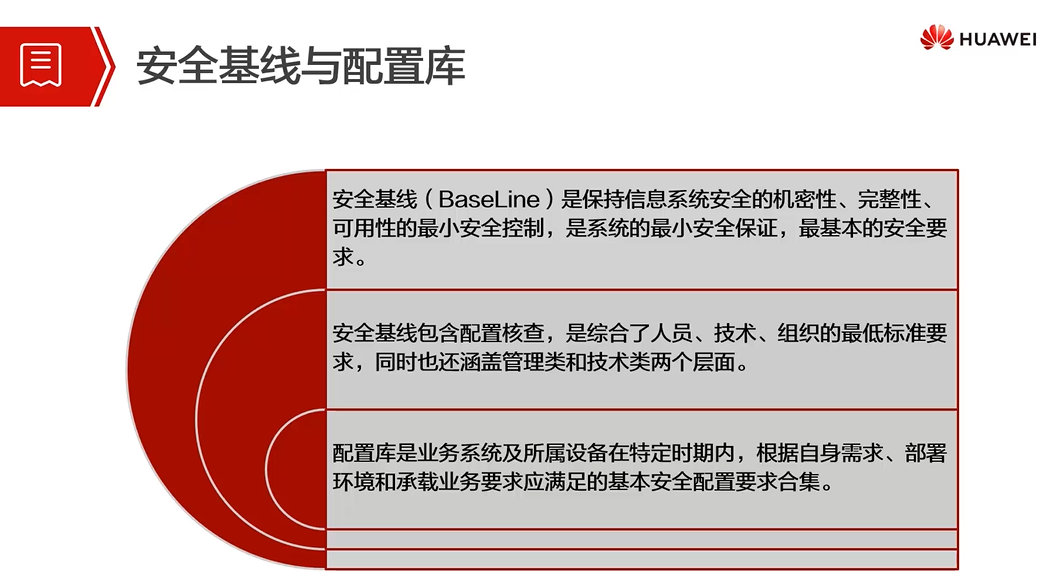 安全基线与配置库
HUAWEI
安全基线（BaseLine）是保持信息系统安全的机密性、完整性、
可用性的最小安全控制，是系统的最小安全保证，最基本的安全要
求。
安全基线包含配置核查，是综合了人员、技术、组织的最低标准要
求，同时也还涵盖管理类和技术类两个层面。
配置库是业务系统及所属设备在特定时期内，根据自身需求、部署
环境和承载业务要求应满足的基本安全配置要求合集。